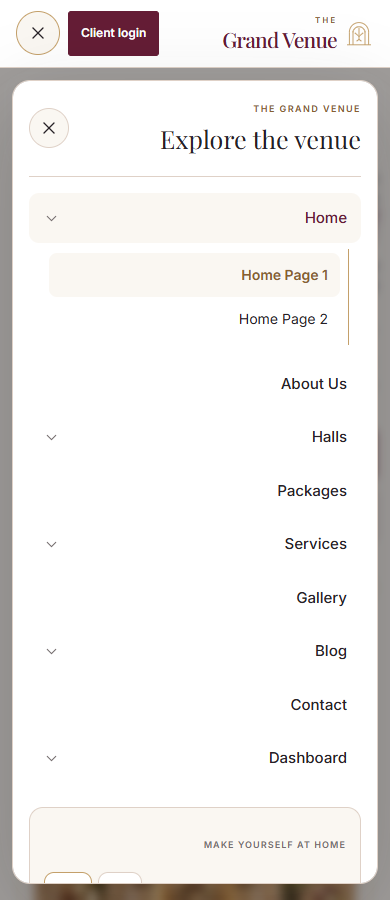 Client login
THE
Grand Venue
THE GRAND VENUE
Explore the venue
Home
Home Page 1
Home Page 2
About Us
Halls
Packages
Services
Gallery
Blog
Contact
Dashboard
MAKE YOURSELF AT HOME